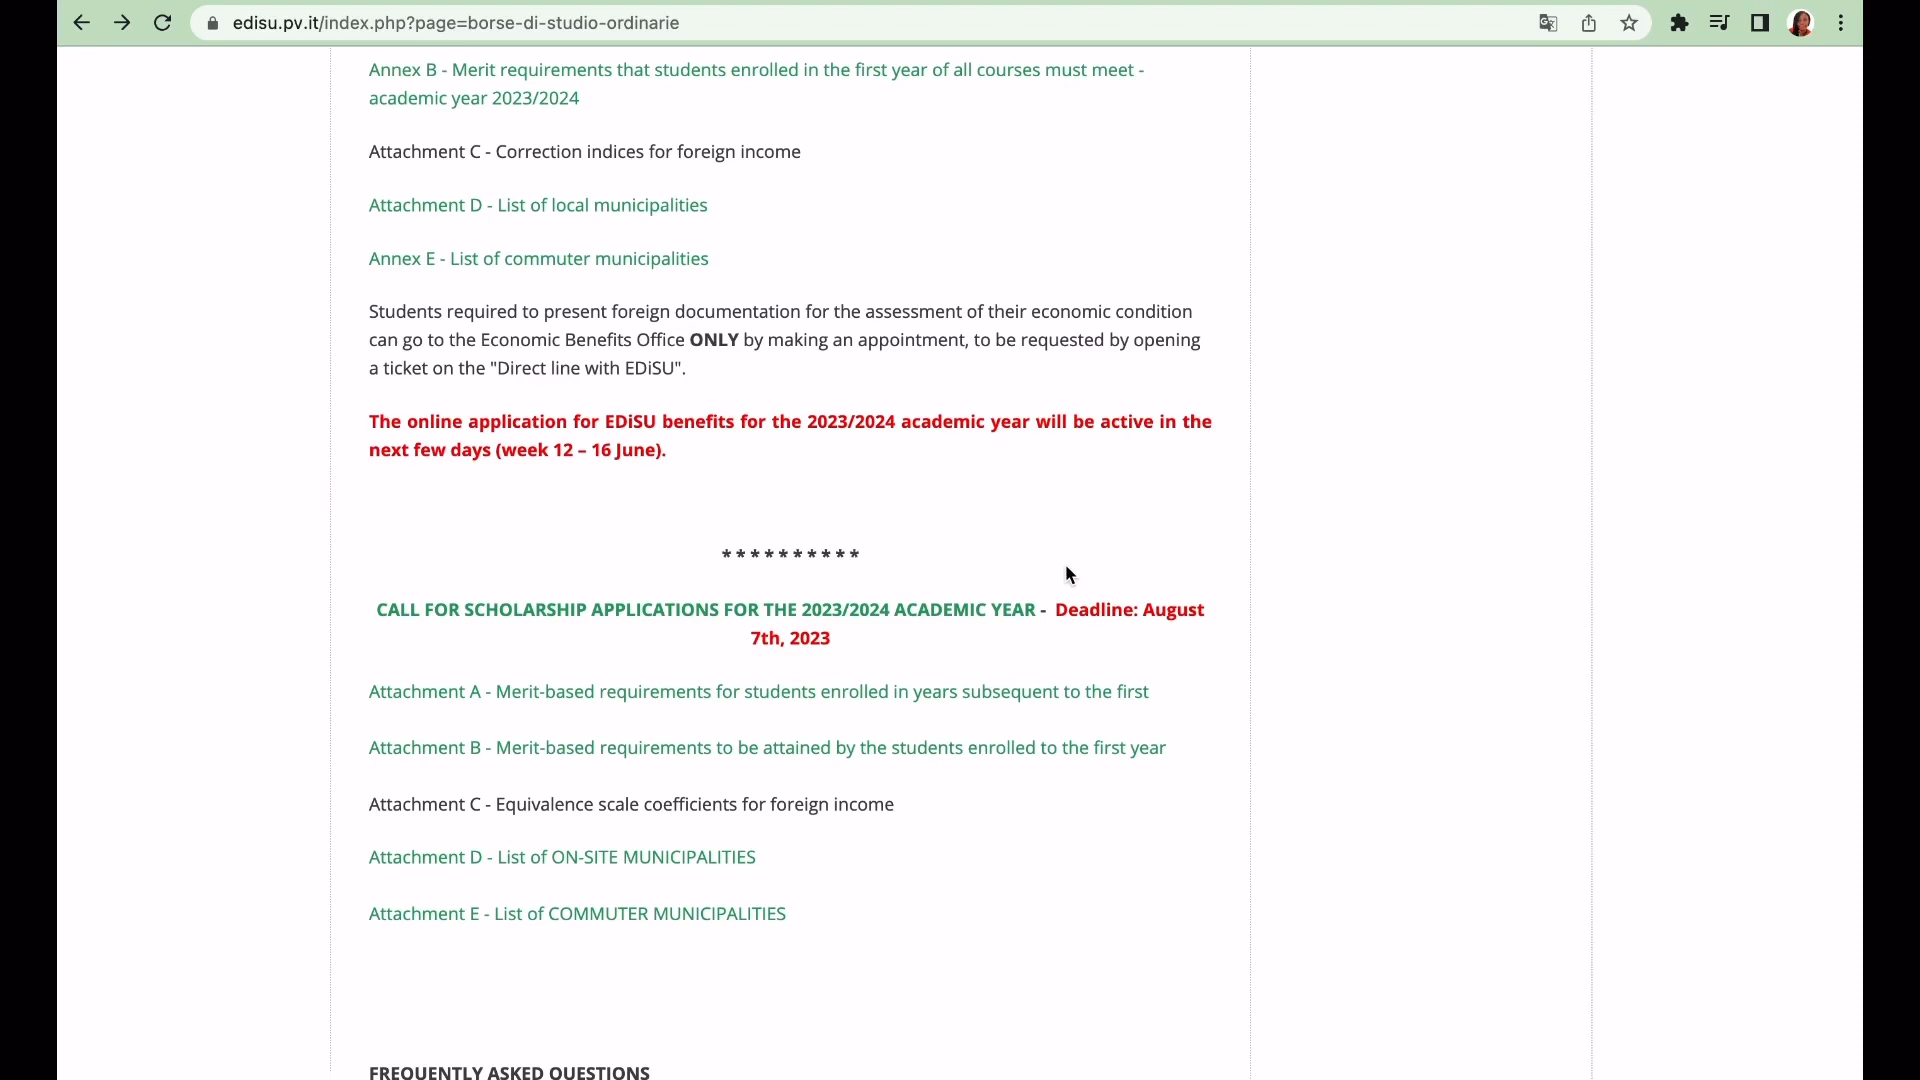 edisu.pv.it/index.php?page=borse-di-studio-ordinarie
Annex B - Merit requirements that students enrolled in the first year of all courses must meet -
academic year 2023/2024
Attachment C - Correction indices for foreign income
Attachment D - List of local municipalities
Annex E - List of commuter municipalities
Students required to present foreign documentation for the assessment of their economic condition
can go to the Economic Benefits Office ONLY by making an appointment, to be requested by opening
a ticket on the "Direct line with EDiSU".
The online application for EDiSU benefits for the 2023/2024 academic year will be active in the
next few days (week 12 – 16 June).
* * * * * * * * * *
CALL FOR SCHOLARSHIP APPLICATIONS FOR THE 2023/2024 ACADEMIC YEAR - Deadline: August
7th, 2023
Attachment A - Merit-based requirements for students enrolled in years subsequent to the first
Attachment B - Merit-based requirements to be attained by the students enrolled to the first year
Attachment C - Equivalence scale coefficients for foreign income
Attachment D - List of ON-SITE MUNICIPALITIES
Attachment E - List of COMMUTER MUNICIPALITIES
FREQUENTLY ASKED QUESTIONS